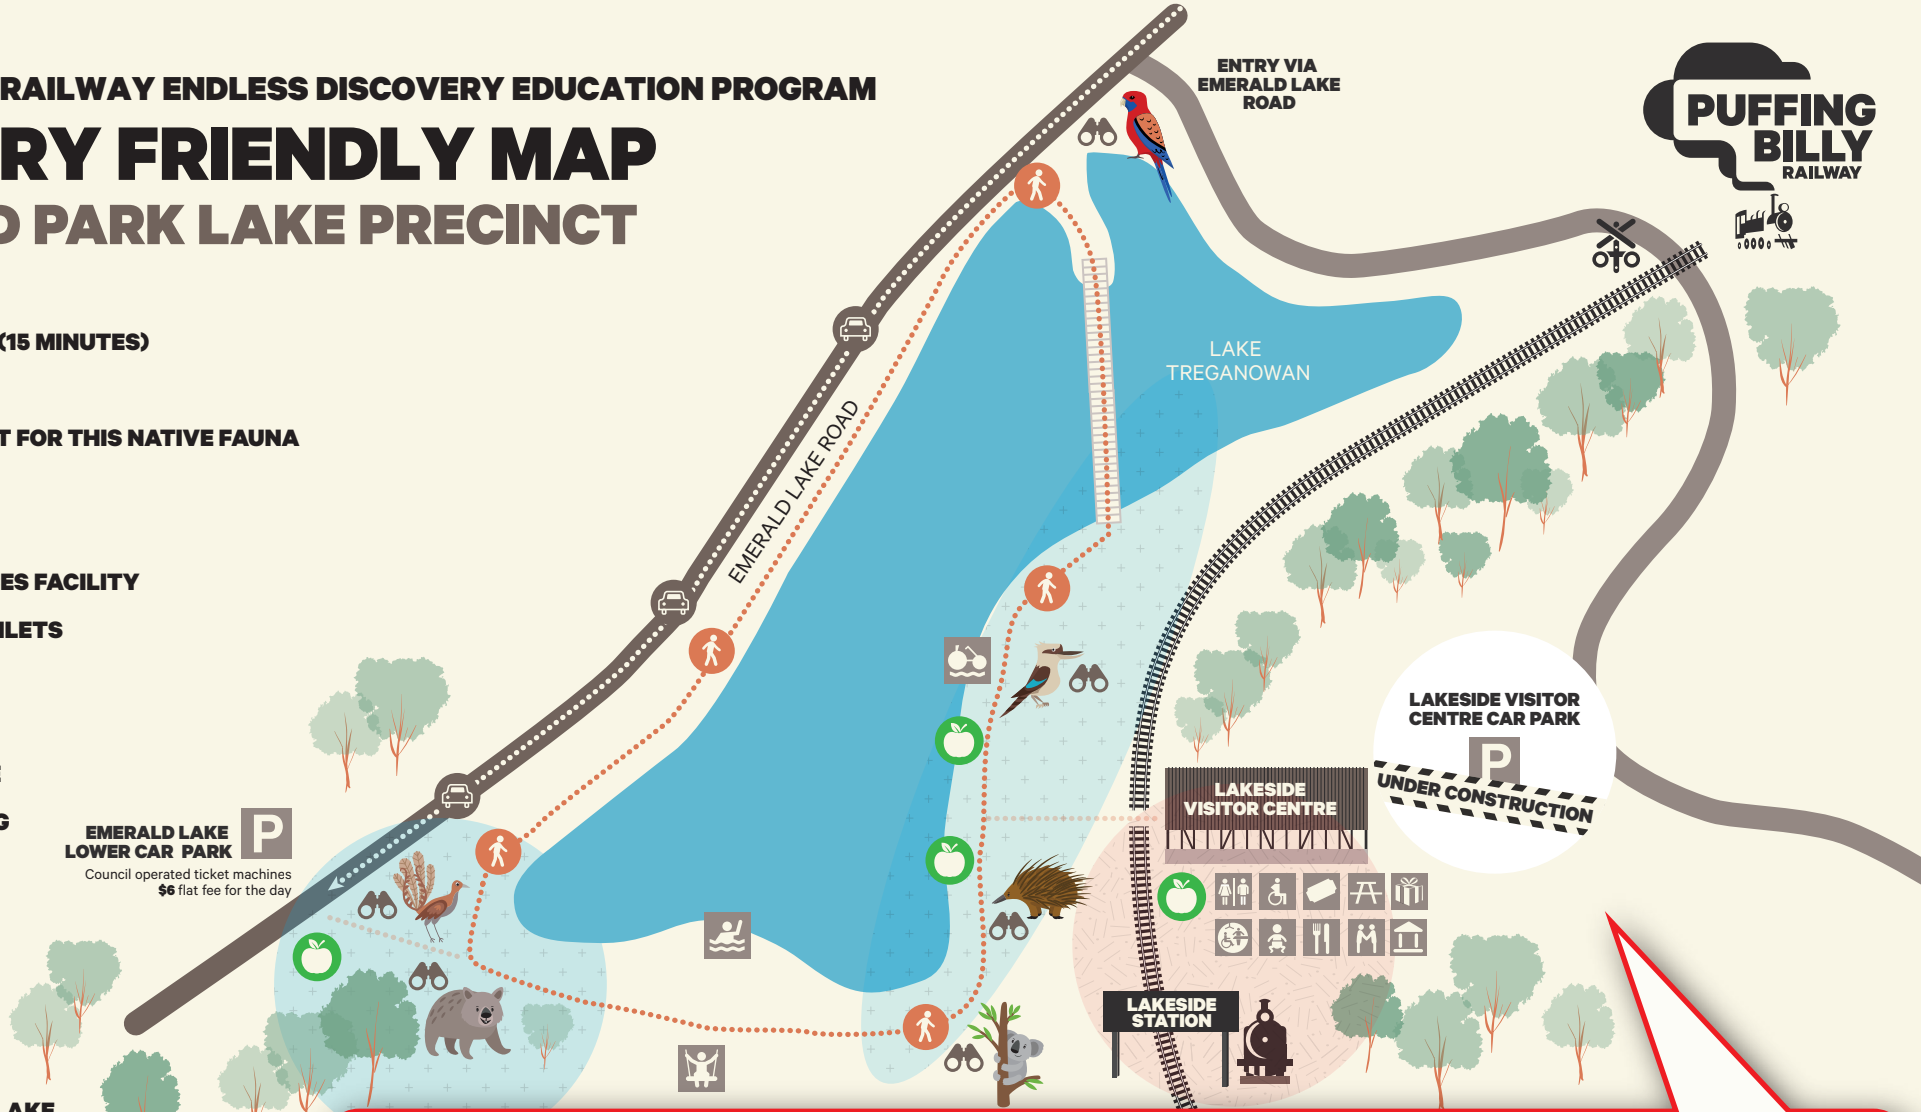 RAILWAY ENDLESS DISCOVERY EDUCATION PROGRAM
RY FRIENDLY MAP
D PARK LAKE PRECINCT
ENTRY VIA
EMERALD LAKE
ROAD
PUFFING
BILLY
RAILWAY
(15 MINUTES)
LAKE
TREGANOWAN
T FOR THIS NATIVE FAUNA
EMERALD LAKE ROAD
ES FACILITY
ILETS
LAKESIDE VISITOR
CENTRE CAR PARK
P
UNDER CONSTRUCTION
LAKESIDE
VISITOR CENTRE
E
G
EMERALD LAKE
LOWER CAR PARK
P
Council operated ticket machines
$6 flat fee for the day
LAKESIDE
STATION
AKE